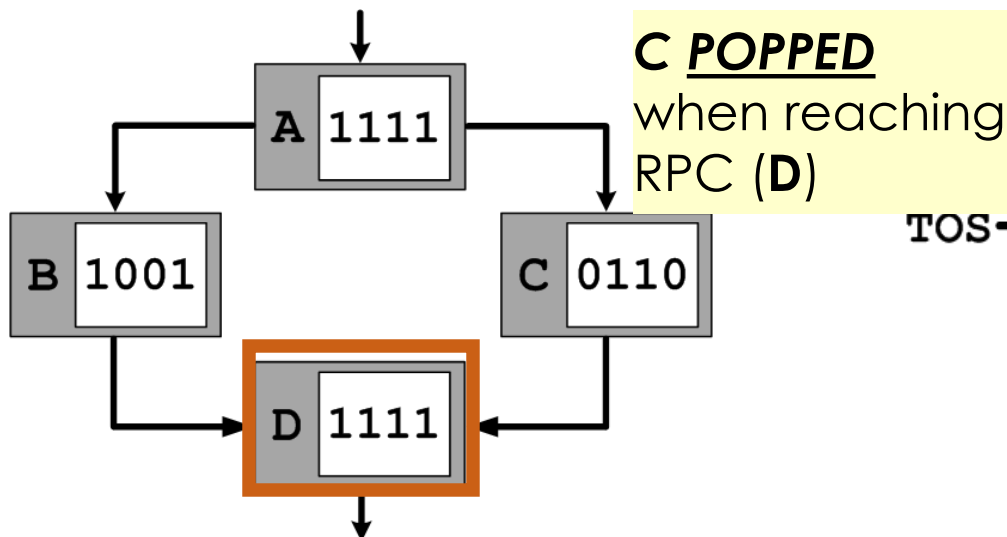 C POPPED
when reaching
RPC (D)
A 1111
TOS
B 1001
C 0110
D 1111